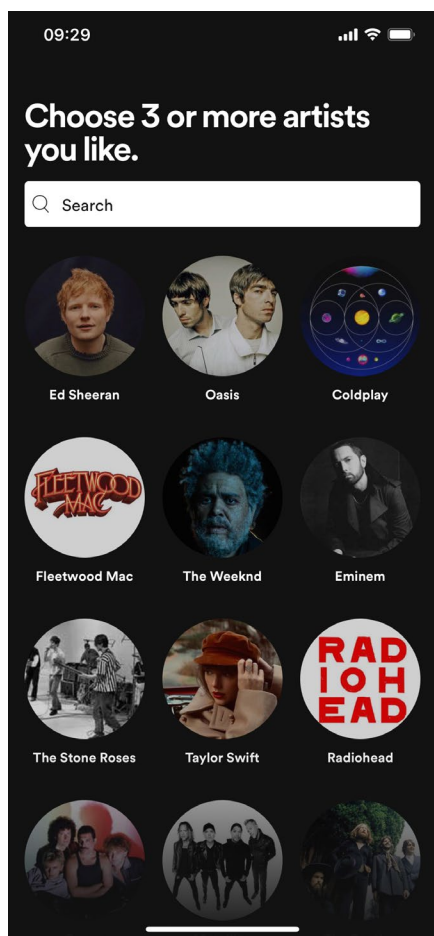 09:29
Choose 3 or more artists
you like.
Search
Ed Sheeran
Oasis
Coldplay
FLEETWOOD
MAC
Fleetwood Mac
The Weeknd
Eminem
RAD
IOH
EAD
The Stone Roses
Taylor Swift
Radiohead